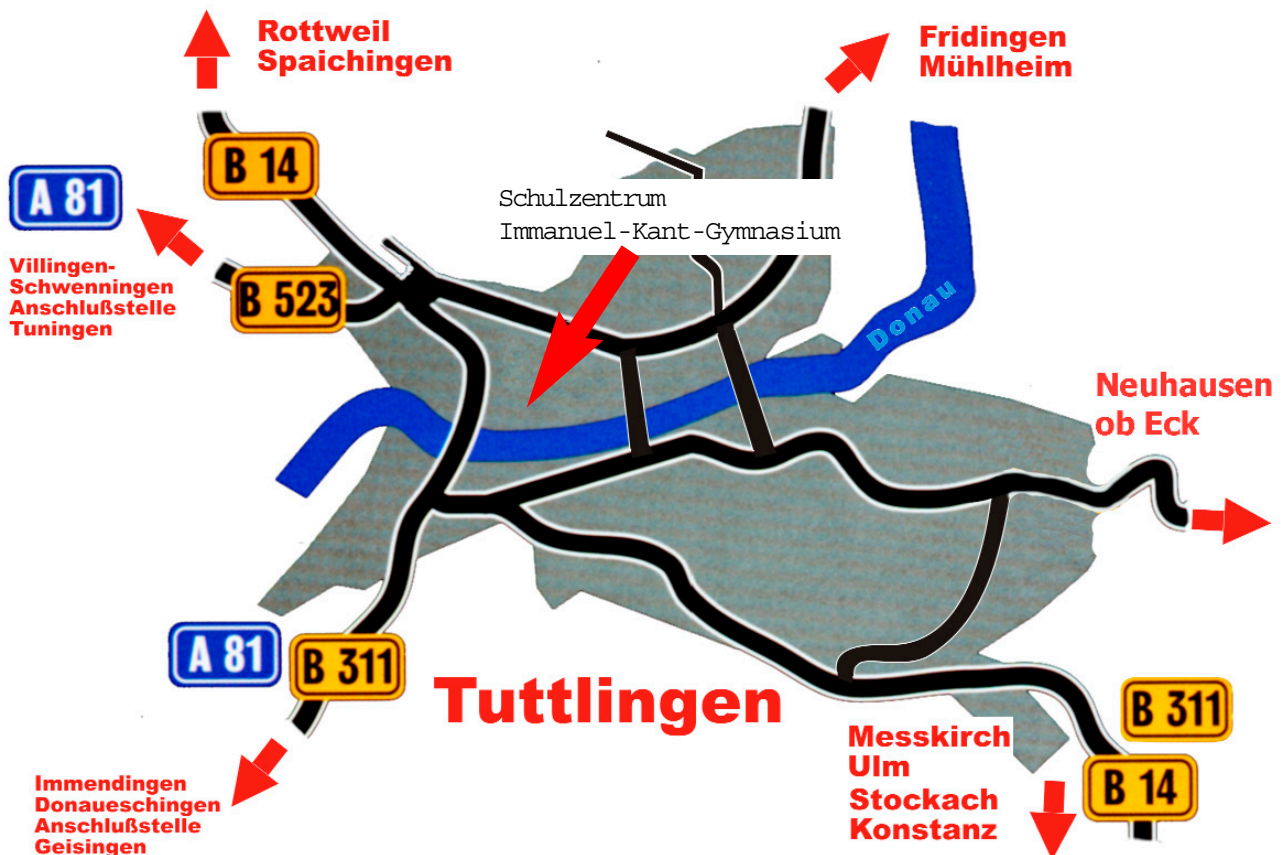 Rottweil
Spaichingen
Fridingen
Mühlheim
B 14
A 81
Schulzentrum
Immanuel-Kant-Gymnasium
Villingen-
Schwenningen
Anschlußstelle
Tuningen
B 523
Donau
Neuhausen
ob Eck
A 81
B 311
Tuttlingen
B 311
Messkirch
Ulm
Stockach
Konstanz
B 14
Immendingen
Donaueschingen
Anschlußstelle
Geisingen